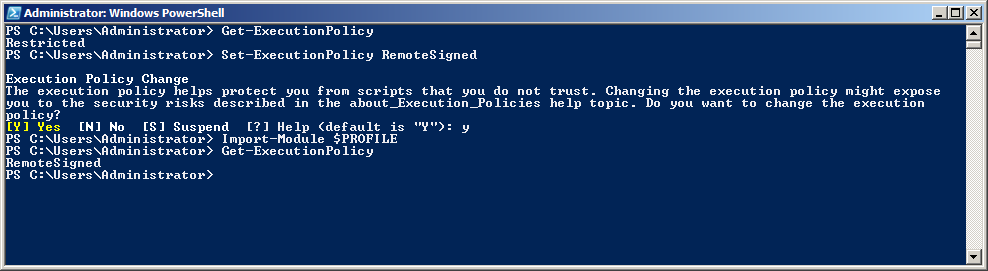 Administrator: Windows PowerShell
PS C:\Users\Administrator> Get-ExecutionPolicy
Restricted
PS C:\Users\Administrator> Set-ExecutionPolicy RemoteSigned
Execution Policy Change
The execution policy helps protect you from scripts that you do not trust. Changing the execution policy might expose
you to the security risks described in the about_Execution_Policies help topic. Do you want to change the execution
policy?
[Y] Yes  [N] No  [S] Suspend  [?] Help (default is "Y"): y
PS C:\Users\Administrator> Import-Module $PROFILE
PS C:\Users\Administrator> Get-ExecutionPolicy
RemoteSigned
PS C:\Users\Administrator>